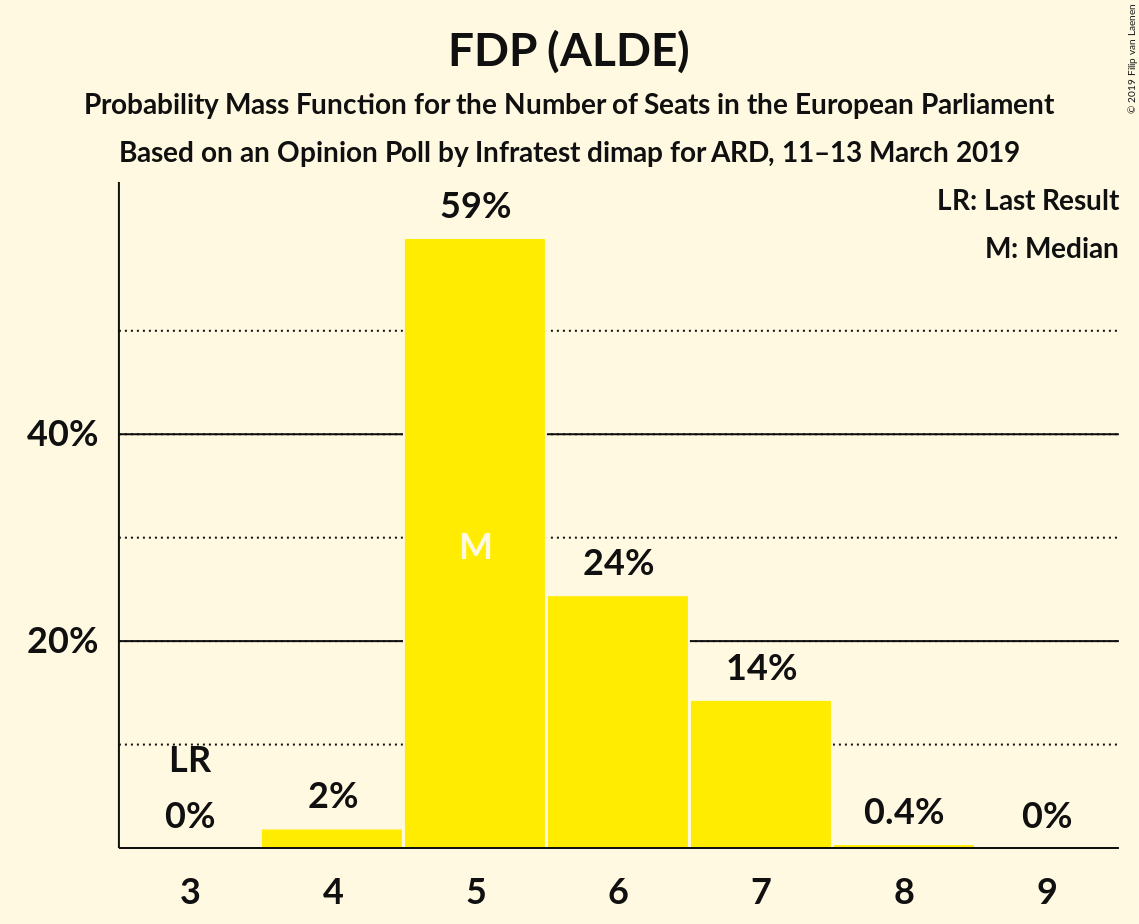 FDP (ALDE)
Probability Mass Function for the Number of Seats in the European Parliament
Based on an Opinion Poll by Infratest dimap for ARD, 11–13 March 2019
© 2019 Filip van Laenen
LR: Last Result
M: Median
59%
40%
M
24%
20%
14%
LR
0%
2%
0.4%
0%
3 4 5 6 7 8 9